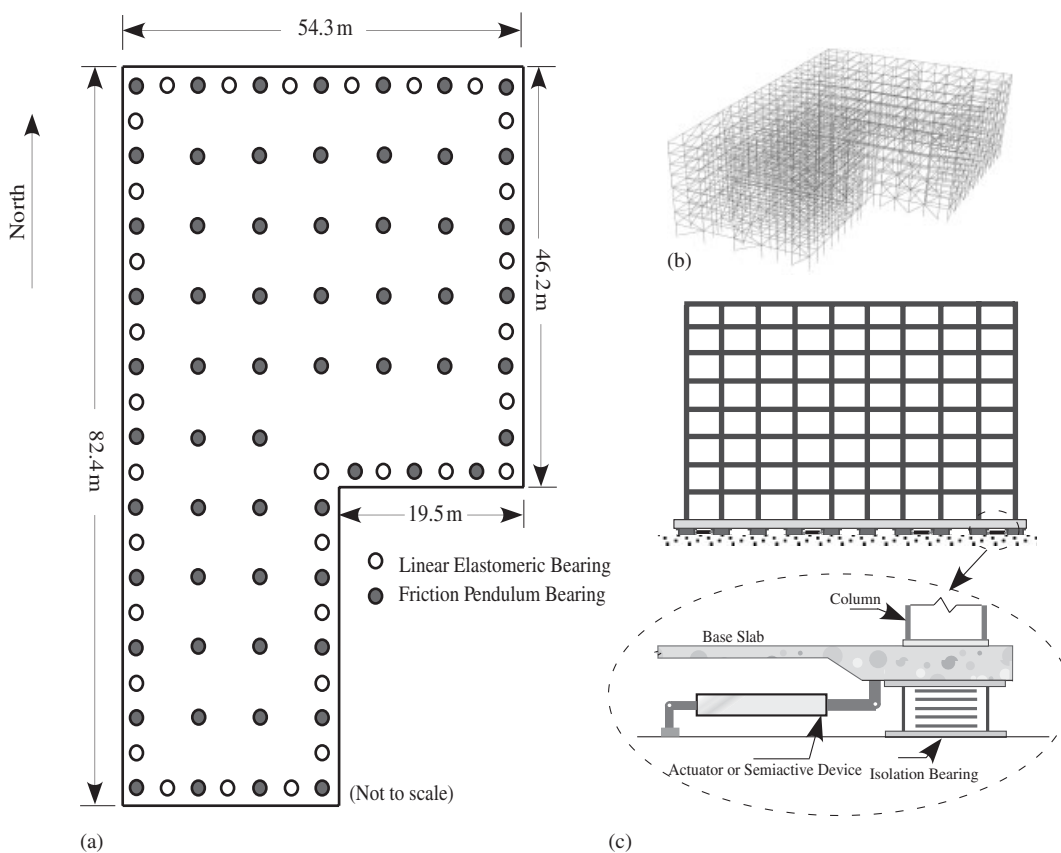 54.3 m
North
82.4 m
46.2 m
19.5 m
Linear Elastomeric Bearing
Friction Pendulum Bearing
(Not to scale)
(a)
(b)
Column
Base Slab
Actuator or Semiactive Device
Isolation Bearing
(c)